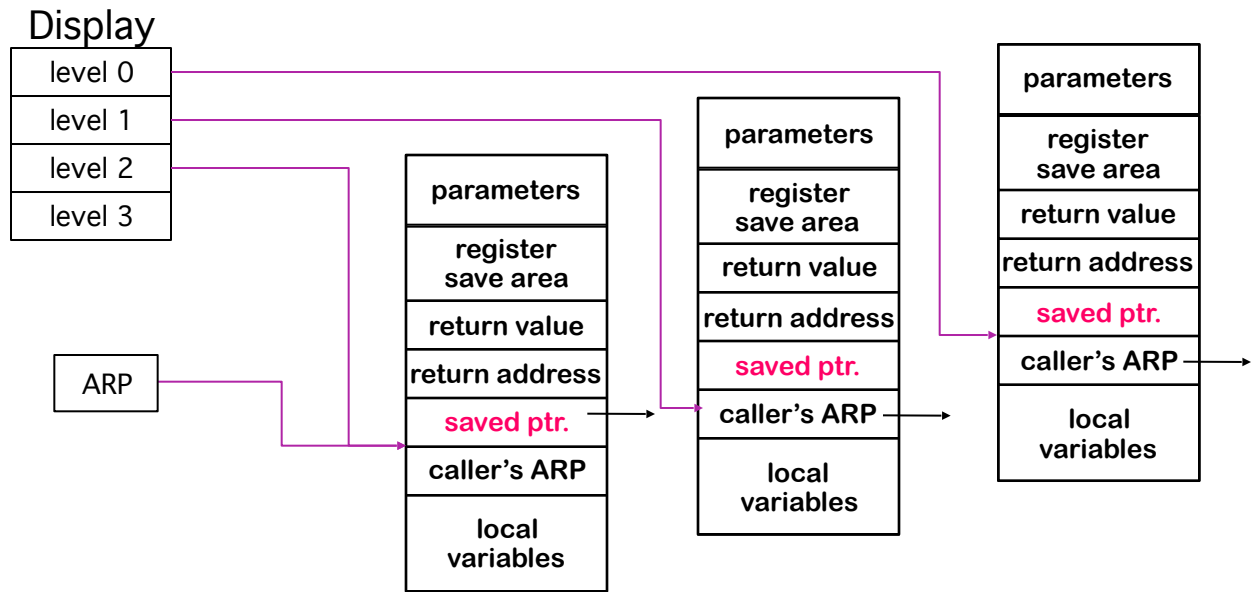 Display
level 0
level 1
level 2
level 3
ARP
parameters
register
save area
return value
return address
saved ptr.
caller's ARP
local
variables
parameters
register
save area
return value
return address
saved ptr.
caller's ARP
local
variables
parameters
register
save area
return value
return address
saved ptr.
caller's ARP
local
variables